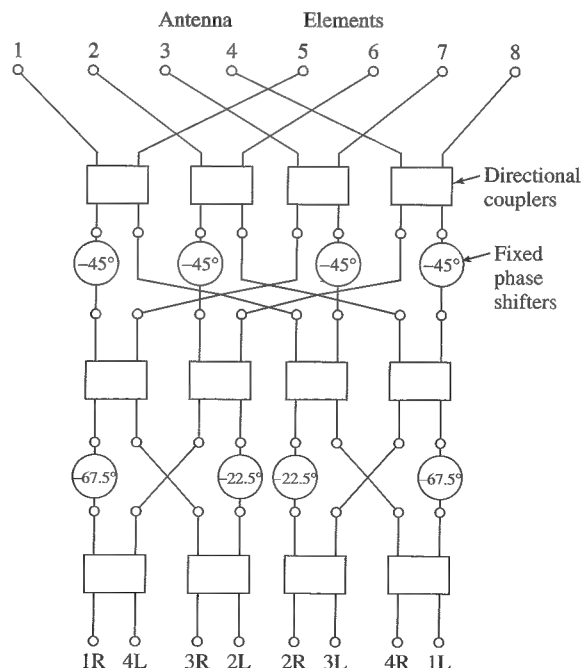 Antenna Elements
1 2 3 4 5 6 7 8
Directional
couplers
−45° −45° −45° −45°
Fixed
phase
shifters
−67.5° −22.5° −22.5° −67.5°
1R 4L 3R 2L 2R 3L 4R 1L